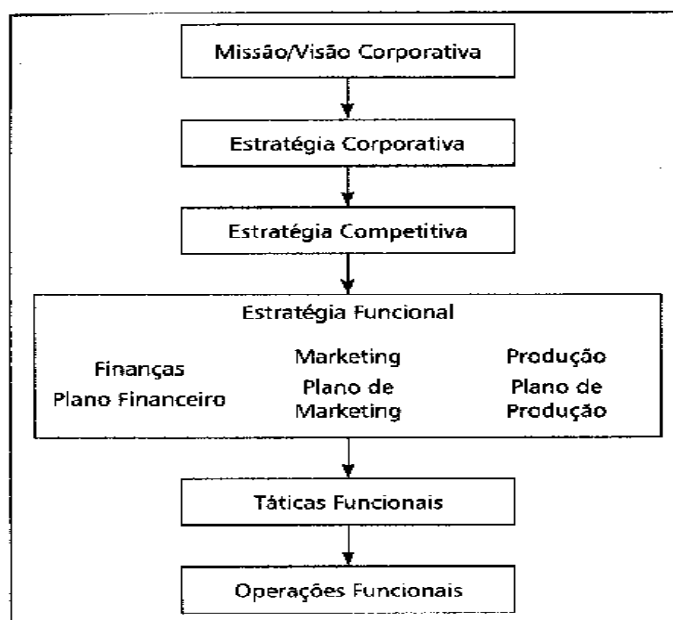 Missão/Visão Corporativa
Estratégia Corporativa
Estratégia Competitiva
Estratégia Funcional
Finanças
Plano Financeiro
Marketing
Plano de
Marketing
Produção
Plano de
Produção
Táticas Funcionais
Operações Funcionais